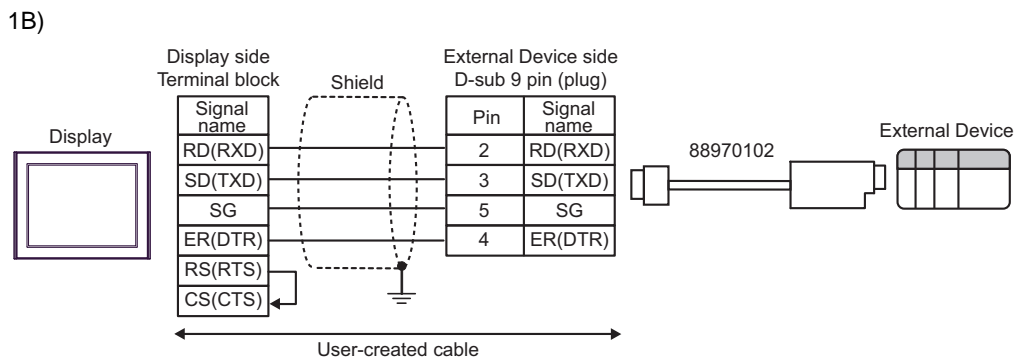 1B)
Display side
Terminal block
Shield
External Device side
D-sub 9 pin (plug)
Signal
name
Pin
Signal
name
Display
RD(RXD)
2
RD(RXD)
88970102
External Device
SD(TXD)
3
SD(TXD)
SG
5
SG
ER(DTR)
4
ER(DTR)
RS(RTS)
CS(CTS)
User-created cable